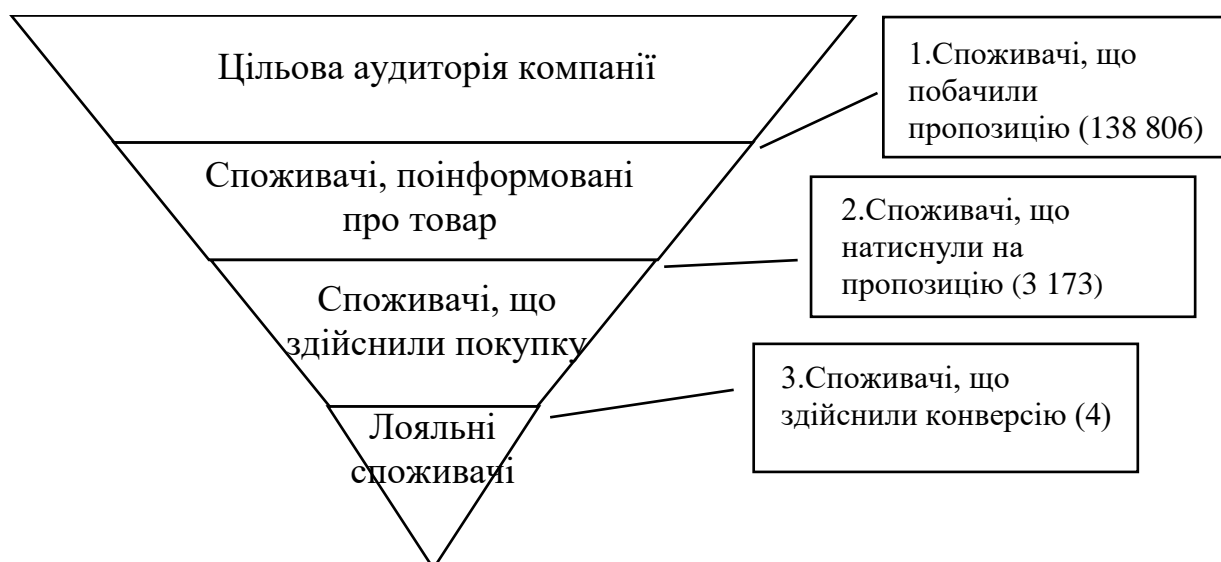 Цільова аудиторія компанії
Споживачі, поінформовані
про товар
Споживачі, що
здійснили покупку
Лояльні
споживачі
1.Споживачі, що
побачили
пропозицію (138 806)
2.Споживачі, що
натиснули на
пропозицію (3 173)
3.Споживачі, що
здійснили конверсію (4)